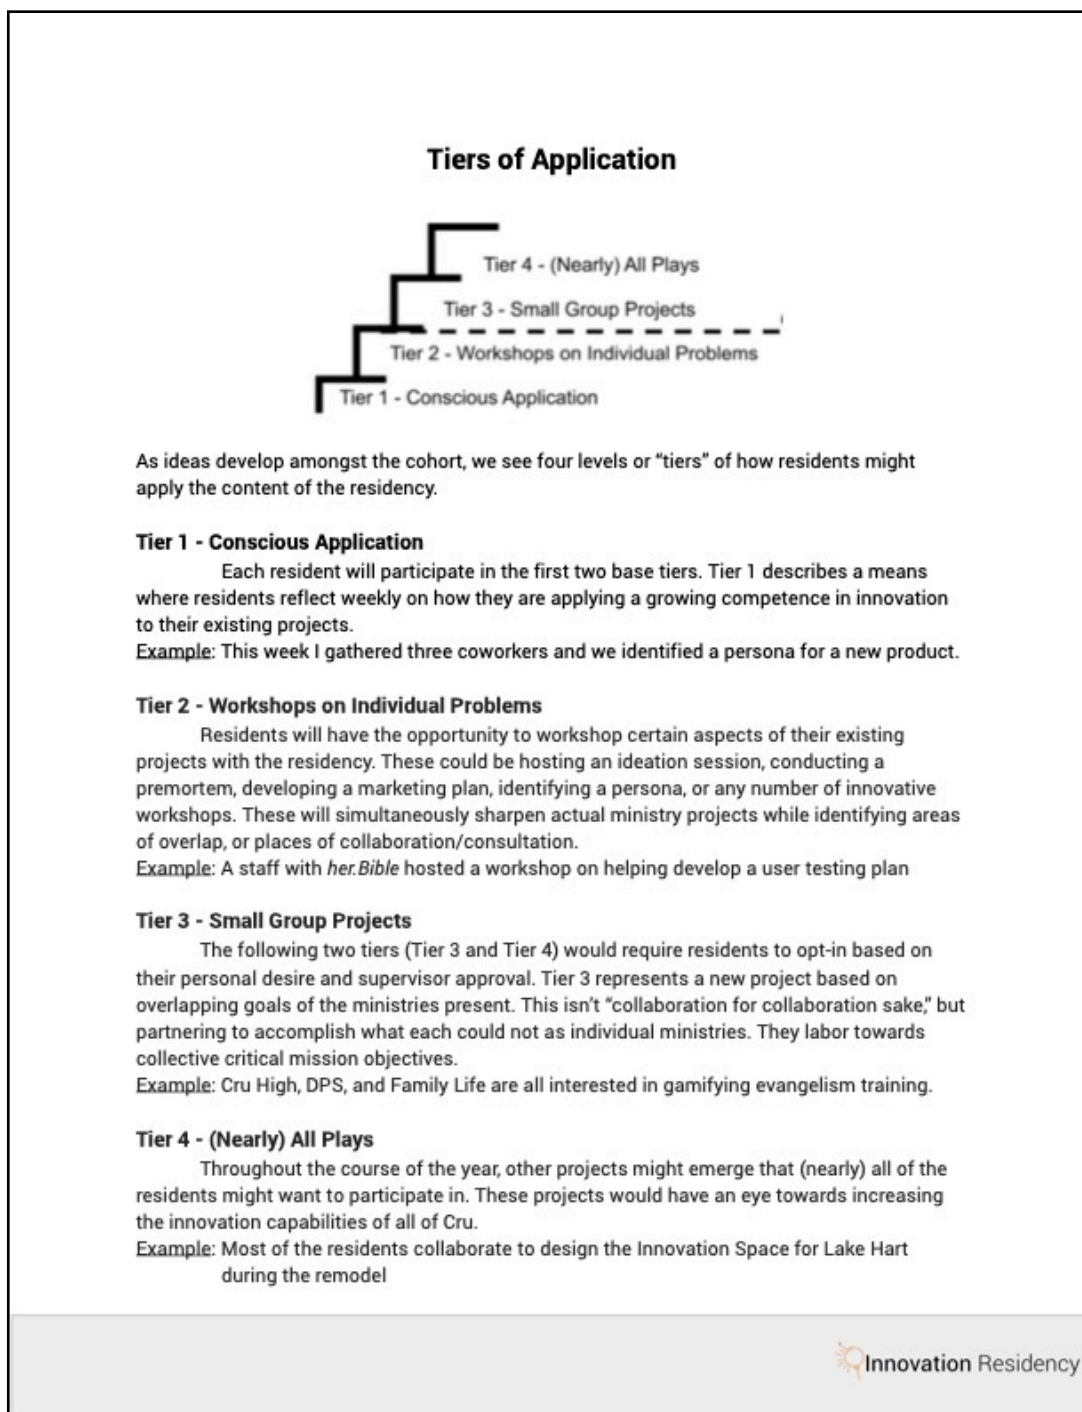 Tiers of Application
Tier 4 - (Nearly) All Plays
Tier 3 - Small Group Projects
Tier 2 - Workshops on Individual Problems
Tier 1 - Conscious Application
As ideas develop amongst the cohort, we see four levels or “tiers” of how residents might
apply the content of the residency.
Tier 1 - Conscious Application
Each resident will participate in the first two base tiers. Tier 1 describes a means
where residents reflect weekly on how they are applying a growing competence in innovation
to their existing projects.
Example: This week I gathered three coworkers and we identified a persona for a new product.
Tier 2 - Workshops on Individual Problems
Residents will have the opportunity to workshop certain aspects of their existing
projects with the residency. These could be hosting an ideation session, conducting a
premortem, developing a marketing plan, identifying a persona, or any number of innovative
workshops. These will simultaneously sharpen actual ministry projects while identifying areas
of overlap, or places of collaboration/consultation.
Example: A staff with her.Bible hosted a workshop on helping develop a user testing plan
Tier 3 - Small Group Projects
The following two tiers (Tier 3 and Tier 4) would require residents to opt-in based on
their personal desire and supervisor approval. Tier 3 represents a new project based on
overlapping goals of the ministries present. This isn’t “collaboration for collaboration sake,” but
partnering to accomplish what each could not as individual ministries. They labor towards
collective critical mission objectives.
Example: Cru High, DPS, and Family Life are all interested in gamifying evangelism training.
Tier 4 - (Nearly) All Plays
Throughout the course of the year, other projects might emerge that (nearly) all of the
residents might want to participate in. These projects would have an eye towards increasing
the innovation capabilities of all of Cru.
Example: Most of the residents collaborate to design the Innovation Space for Lake Hart
during the remodel
Innovation Residency